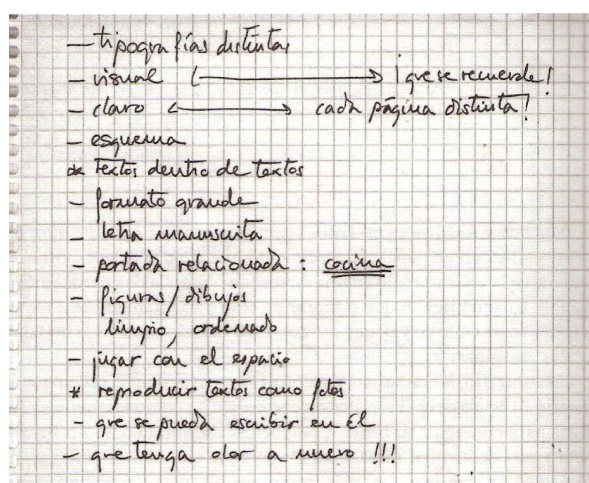 - tipografías distintas
- visual ⟷ ¡que se recuerde!
- claro ⟷ cada página distinta!
- esquema
* textos dentro de textos
- formato grande
- letra manuscrita
- portada relacionada : cocina
- figuras / dibujos
limpio, ordenado
- jugar con el espacio
* reproducir textos como fotos
- que se pueda escribir en él
- que tenga olor a nuevo !!!